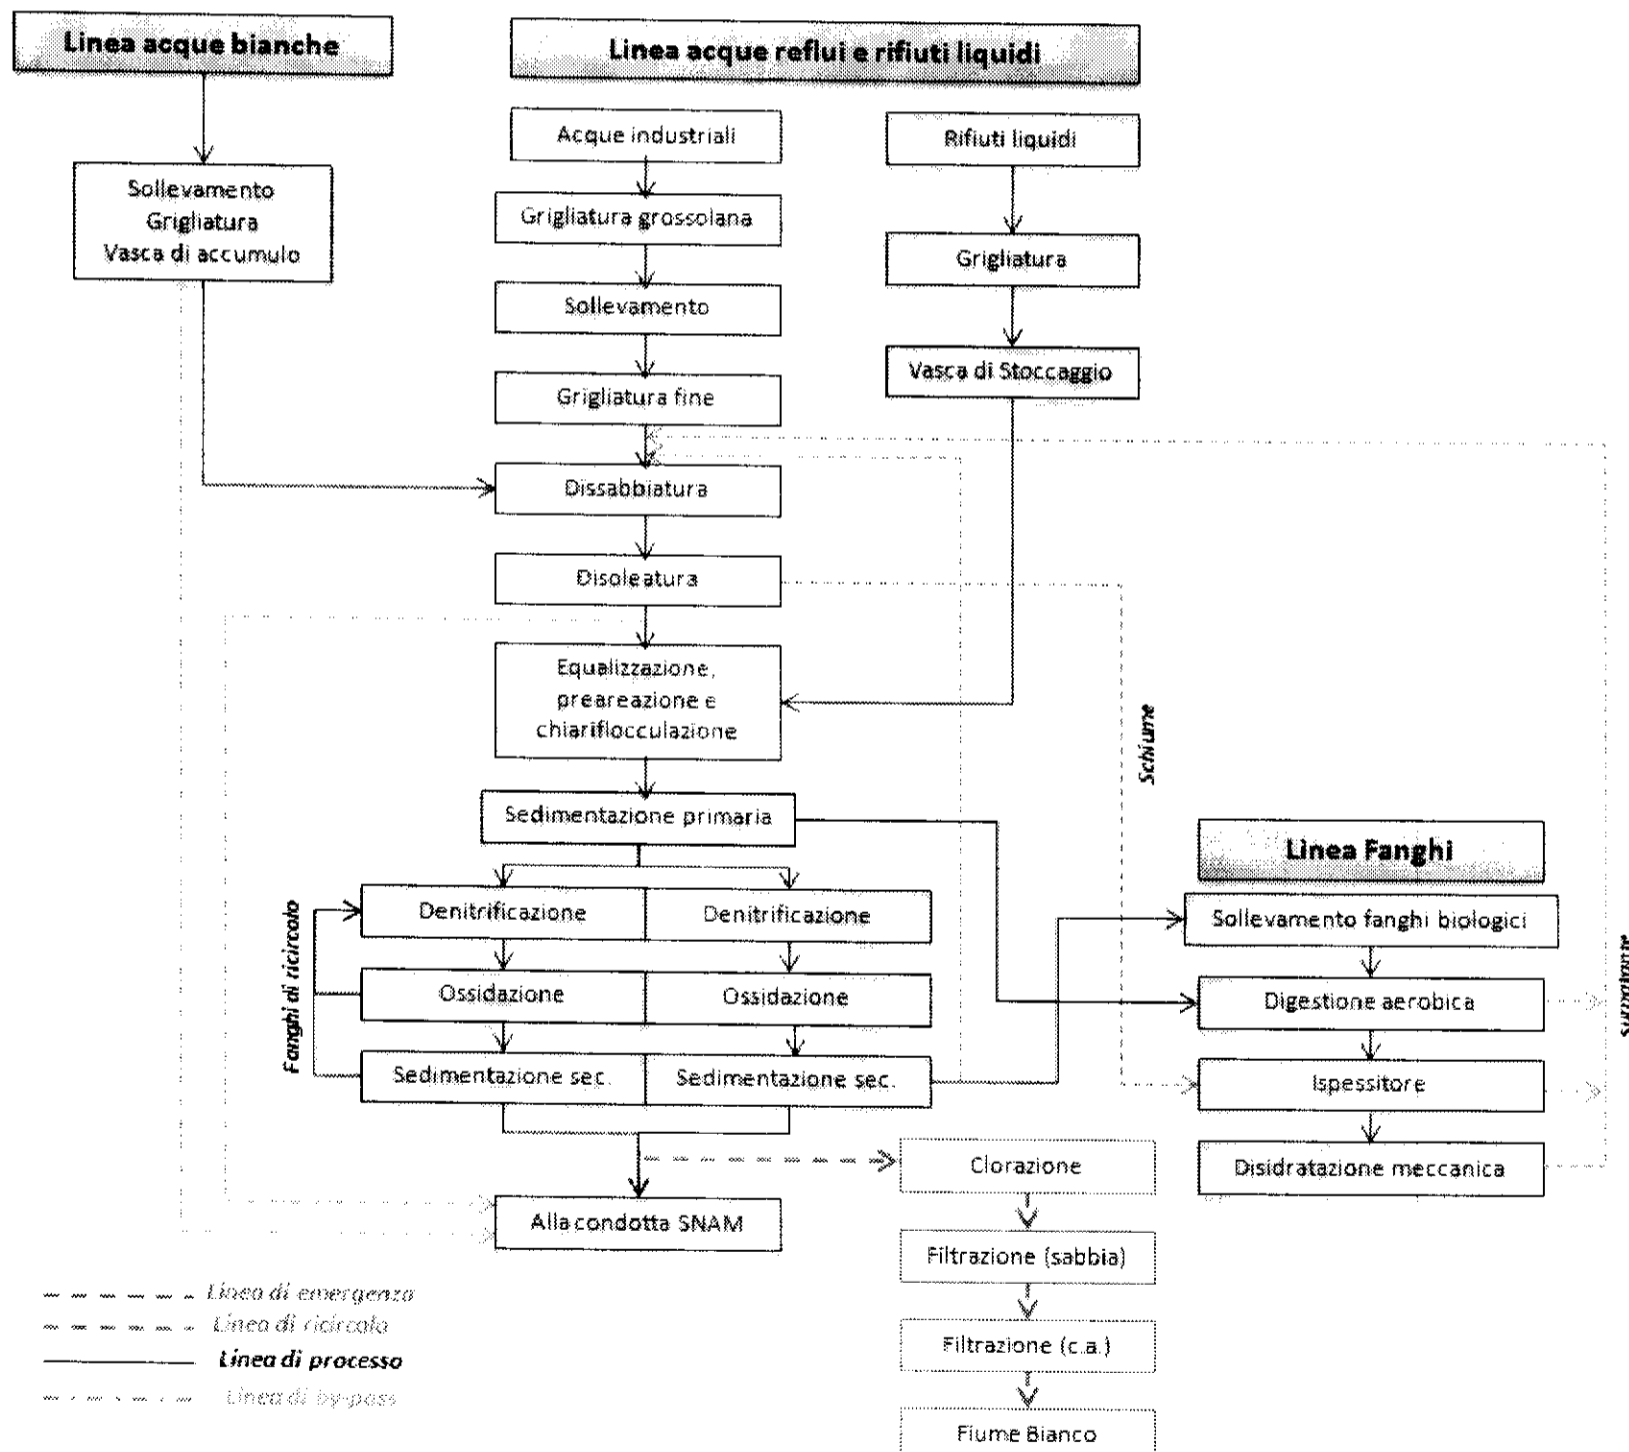 Linea acque bianche
Linea acque reflui e rifiuti liquidi
Acque industriali
Rifiuti liquidi
Sollevamento
Grigliatura
Vasca di accumulo
Grigliatura grossolana
Grigliatura
Sollevamento
Vasca di Stoccaggio
Grigliatura fine
Dissabbiatura
Disoleatura
Equalizzazione,
preareazione e
chiariflocculazione
Schiume
Sedimentazione primaria
Linea Fanghi
Fanghi di ricircolo
Denitrificazione
Denitrificazione
Sollevamento fanghi biologici
Ossidazione
Ossidazione
Digestione aerobica
Surnatante
Sedimentazione sec.
Sedimentazione sec.
Ispessitore
Clorazione
Disidratazione meccanica
Alla condotta SNAM
Filtrazione (sabbia)
Filtrazione (c.a.)
Fiume Bianco
Linea di emergenza
Linea di ricircolo
Linea di processo
Linea di by-pass